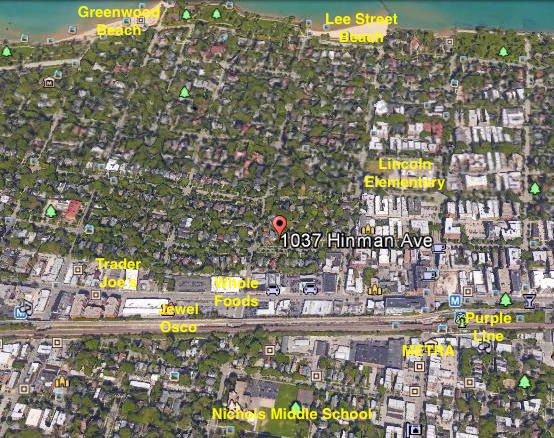 Greenwood
Beach
Lee Street
Beach
Lincoln
Elementary
1037 Hinman Ave
Trader
Joe's
Whole
Foods
Jewel
Osco
Purple
Line
METRA
Nichols Middle School
M
M